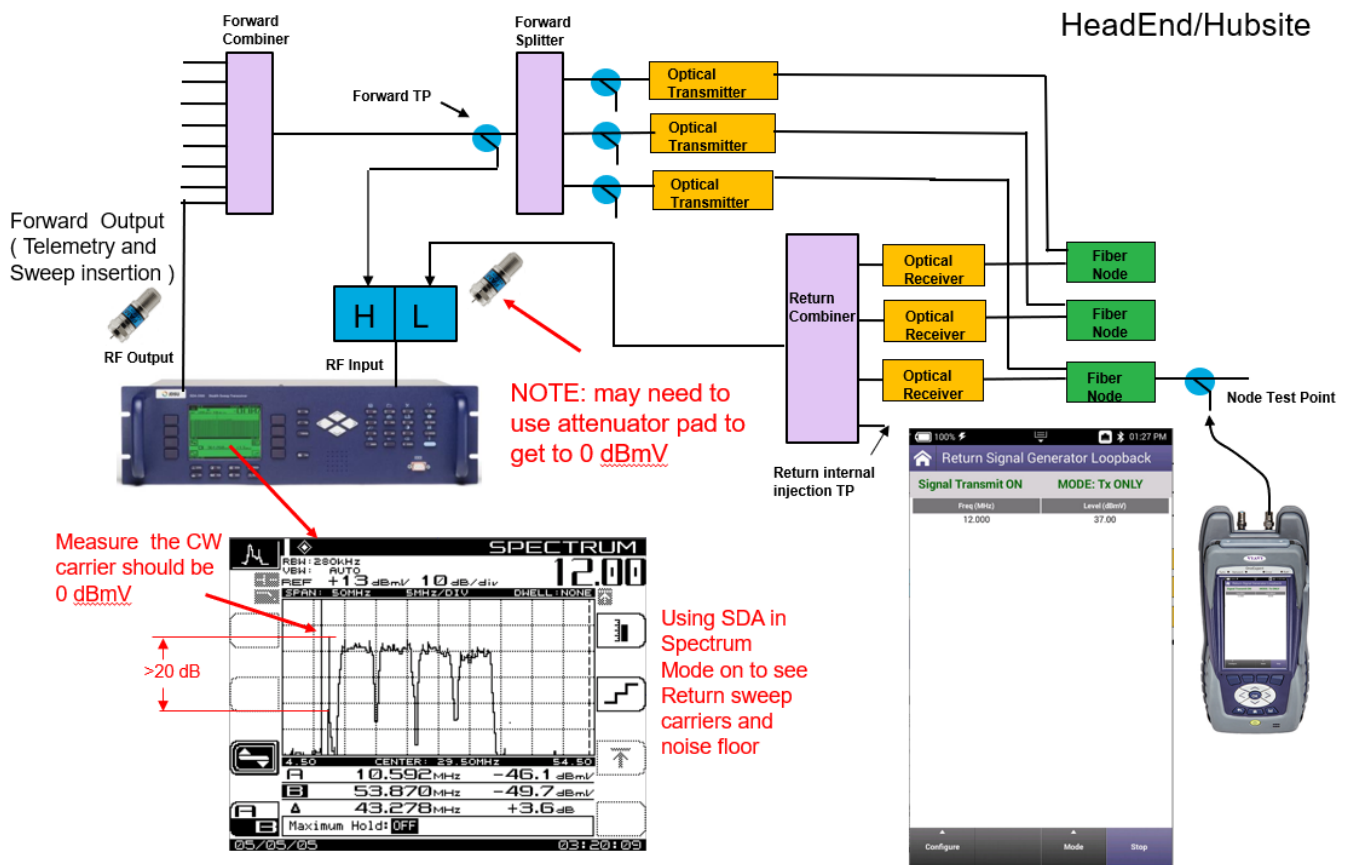 HeadEnd/Hubsite
Forward
Combiner
Forward
Splitter
Forward TP
Optical
Transmitter
Optical
Transmitter
Optical
Transmitter
Forward Output
( Telemetry and
Sweep insertion )
RF Output
H
L
RF Input
Return
Combiner
Optical
Receiver
Optical
Receiver
Optical
Receiver
Fiber
Node
Fiber
Node
Fiber
Node
Node Test Point
NOTE: may need to
use attenuator pad to
get to 0 dBmV
Return internal
injection TP
100%
01:27 PM
Return Signal Generator Loopback
Signal Transmit ON
MODE: Tx ONLY
Freq (MHz)
Level (dBmV)
12.000
37.00
Configure
Mode
Stop
VIAVI
Measure the CW
carrier should be
0 dBmV
>20 dB
SPECTRUM
RBW:280kHz
VBW: AUTO
12.00
REF +13 dBmV 10 dB/div
SPAN: 50MHz 5MHz/DIV DWELL:NONE
4.50 CENTER: 29.50MHz 54.50
A 10.592MHz -46.1 dBmV
B 53.870MHz -49.7 dBmV
Δ 43.278MHz +3.6 dB
A
B
Maximum Hold: OFF
05/05/05 03:20:09
Using SDA in
Spectrum
Mode on to see
Return sweep
carriers and
noise floor